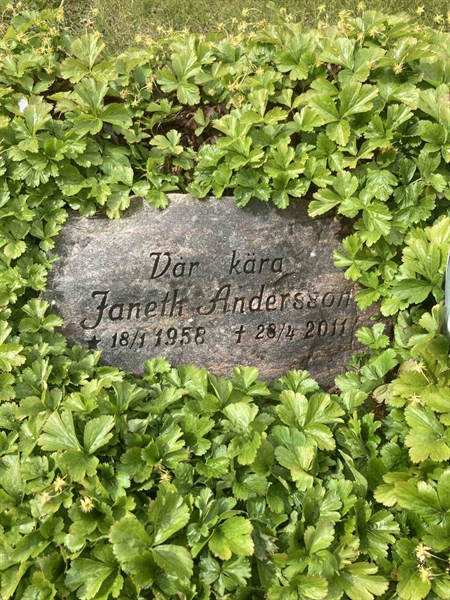 Vår kära
Janeth Andersson
* 18/1 1958 † 28/4 2011